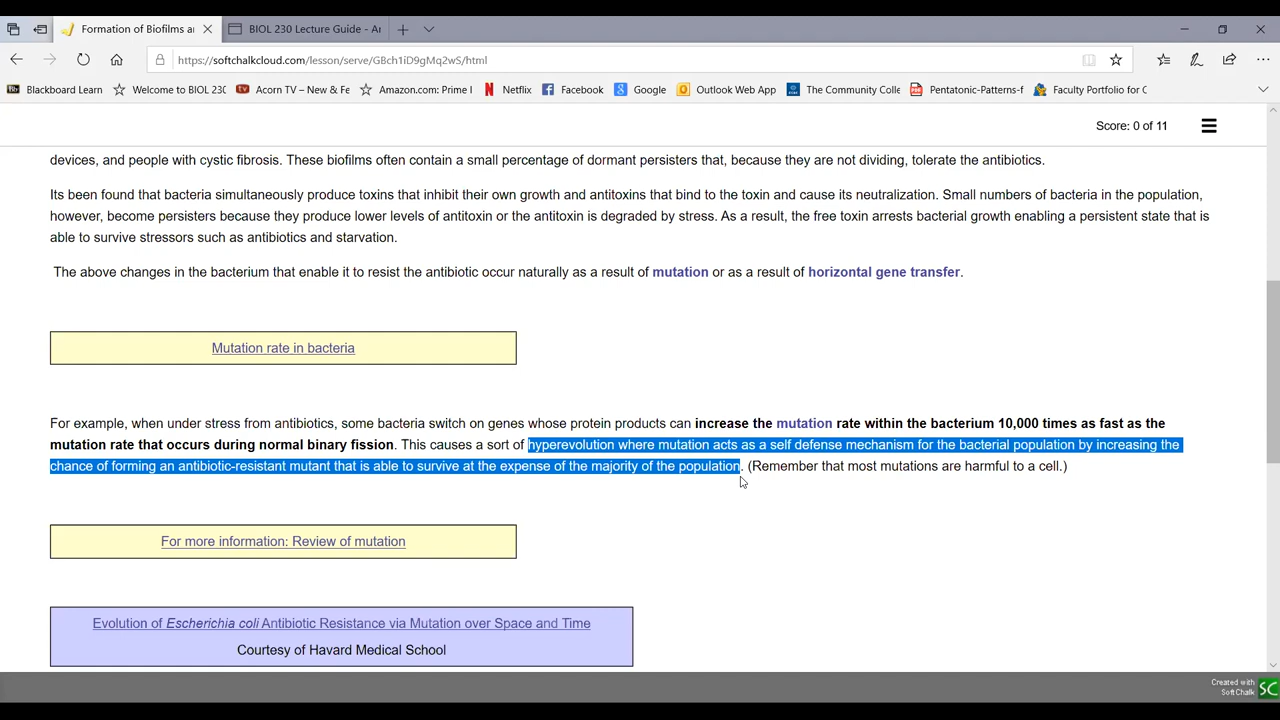 Formation of Biofilms ar
BIOL 230 Lecture Guide - Ar
https://softchalkcloud.com/lesson/serve/GBch1iD9gMq2wS/html
Blackboard Learn
Welcome to BIOL 230
Acorn TV – New & Fe
Amazon.com: Prime I
Netflix
Facebook
Google
Outlook Web App
The Community Colle
Pentatonic-Patterns-f
Faculty Portfolio for C
Score: 0 of 11
devices, and people with cystic fibrosis. These biofilms often contain a small percentage of dormant persisters that, because they are not dividing, tolerate the antibiotics.
Its been found that bacteria simultaneously produce toxins that inhibit their own growth and antitoxins that bind to the toxin and cause its neutralization. Small numbers of bacteria in the population,
however, become persisters because they produce lower levels of antitoxin or the antitoxin is degraded by stress. As a result, the free toxin arrests bacterial growth enabling a persistent state that is
able to survive stressors such as antibiotics and starvation.
The above changes in the bacterium that enable it to resist the antibiotic occur naturally as a result of mutation or as a result of horizontal gene transfer.
Mutation rate in bacteria
For example, when under stress from antibiotics, some bacteria switch on genes whose protein products can increase the mutation rate within the bacterium 10,000 times as fast as the
mutation rate that occurs during normal binary fission. This causes a sort of hyperevolution where mutation acts as a self defense mechanism for the bacterial population by increasing the
chance of forming an antibiotic-resistant mutant that is able to survive at the expense of the majority of the population. (Remember that most mutations are harmful to a cell.)
For more information: Review of mutation
Evolution of Escherichia coli Antibiotic Resistance via Mutation over Space and Time
Courtesy of Havard Medical School
Created with
SoftChalk
SC